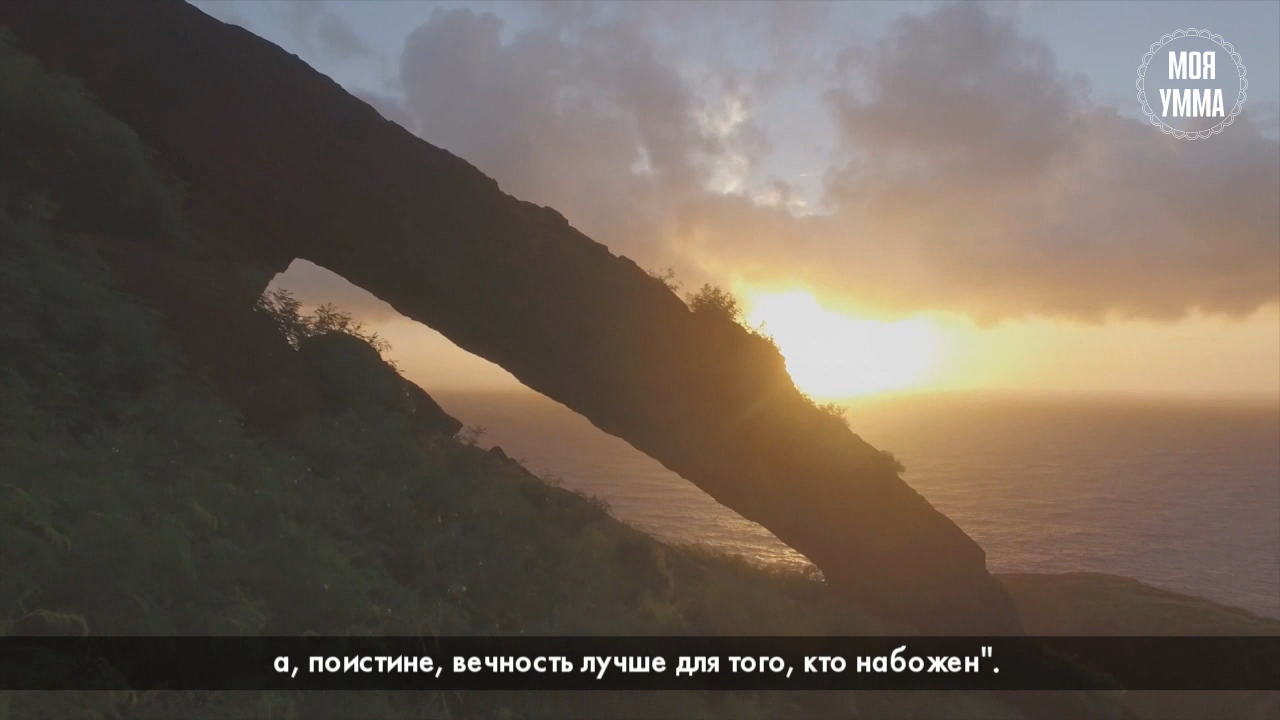 МОЯ
УММА
а, поистине, вечность лучше для того, кто набожен".